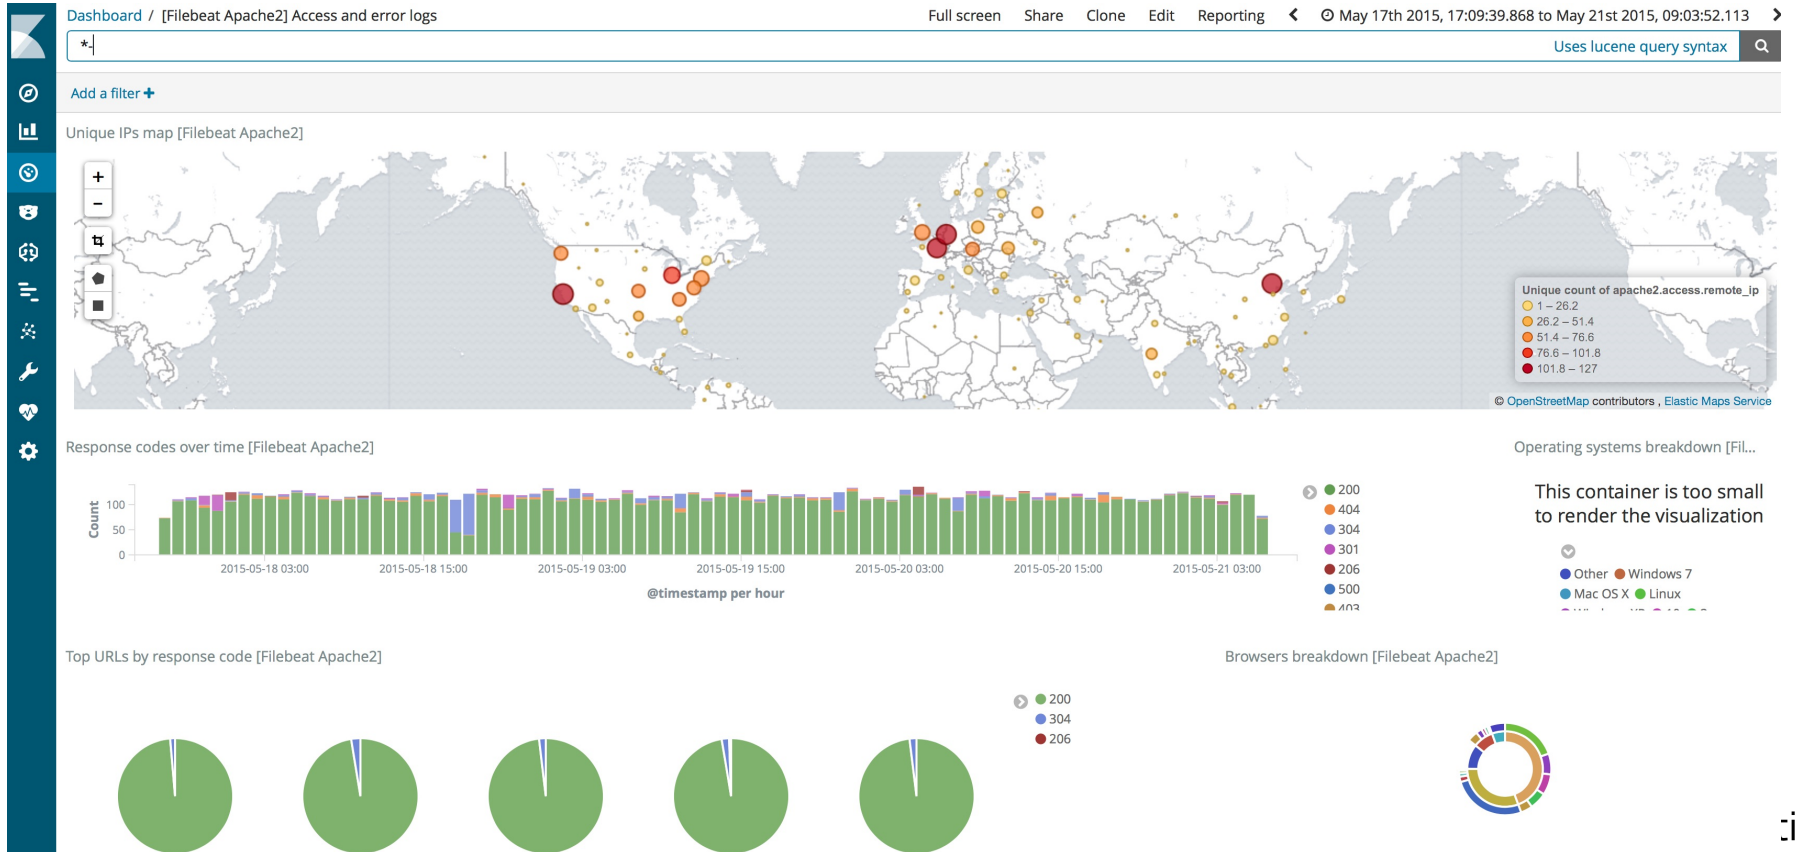 Dashboard / [Filebeat Apache2] Access and error logs
Full screen Share Clone Edit Reporting May 17th 2015, 17:09:39.868 to May 21st 2015, 09:03:52.113
*-
Uses lucene query syntax
Add a filter +
Unique IPs map [Filebeat Apache2]
+
−
Unique count of apache2.access.remote_ip
1 – 26.2
26.2 – 51.4
51.4 – 76.6
76.6 – 101.8
101.8 – 127
© OpenStreetMap contributors , Elastic Maps Service
Response codes over time [Filebeat Apache2]
Count
100
50
0
2015-05-18 03:00 2015-05-18 15:00 2015-05-19 03:00 2015-05-19 15:00 2015-05-20 03:00 2015-05-20 15:00 2015-05-21 03:00
@timestamp per hour
200
404
304
301
206
500
403
Operating systems breakdown [Fil...
This container is too small
to render the visualization
Other Windows 7
Mac OS X Linux
Top URLs by response code [Filebeat Apache2]
200
304
206
Browsers breakdown [Filebeat Apache2]